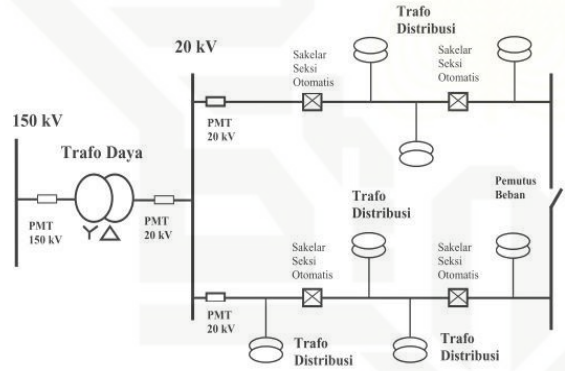 Trafo
Distribusi
20 kV
Sakelar
Seksi
Otomatis
Sakelar
Seksi
Otomatis
150 kV
PMT
20 kV
Trafo Daya
Pemutus
Beban
Trafo
Distribusi
PMT
150 kV
PMT
20 kV
Sakelar
Seksi
Otomatis
Sakelar
Seksi
Otomatis
PMT
20 kV
Trafo
Distribusi
Trafo
Distribusi